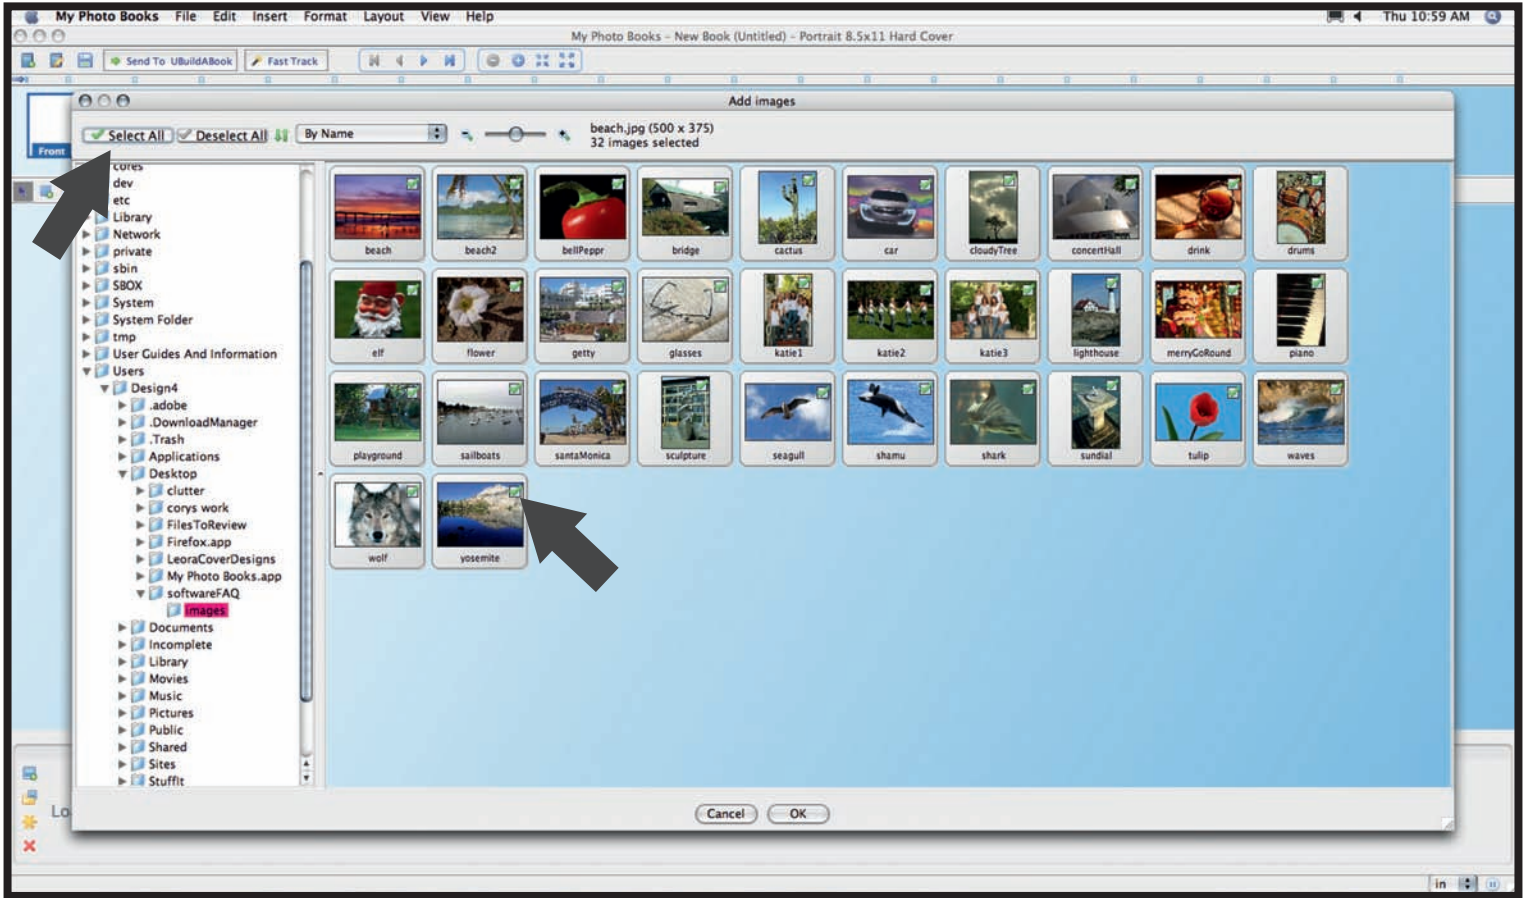 My Photo Books File Edit Insert Format Layout View Help Thu 10:59 AM
My Photo Books – New Book (Untitled) – Portrait 8.5x11 Hard Cover
Send To UBuildABook Fast Track
Add images
Select All Deselect All By Name
beach.jpg (500 x 375)
32 images selected
Front
cores
dev
etc
Library
Network
private
sbin
SBOX
System
System Folder
tmp
User Guides And Information
Users
Design4
.adobe
.DownloadManager
.Trash
Applications
Desktop
clutter
corys work
FilesToReview
Firefox.app
LeoraCoverDesigns
My Photo Books.app
softwareFAQ
images
Documents
Incomplete
Library
Movies
Music
Pictures
Public
Shared
Sites
StuffIt
beach beach2 bellPeppr bridge cactus car cloudyTree concertHall drink drums
elf flower getty glasses katie1 katie2 katie3 lighthouse merryGoRound piano
playground sailboats santaMonica sculpture seagull shamu shark sundial tulip waves
wolf yosemite
Lo
Cancel OK
in